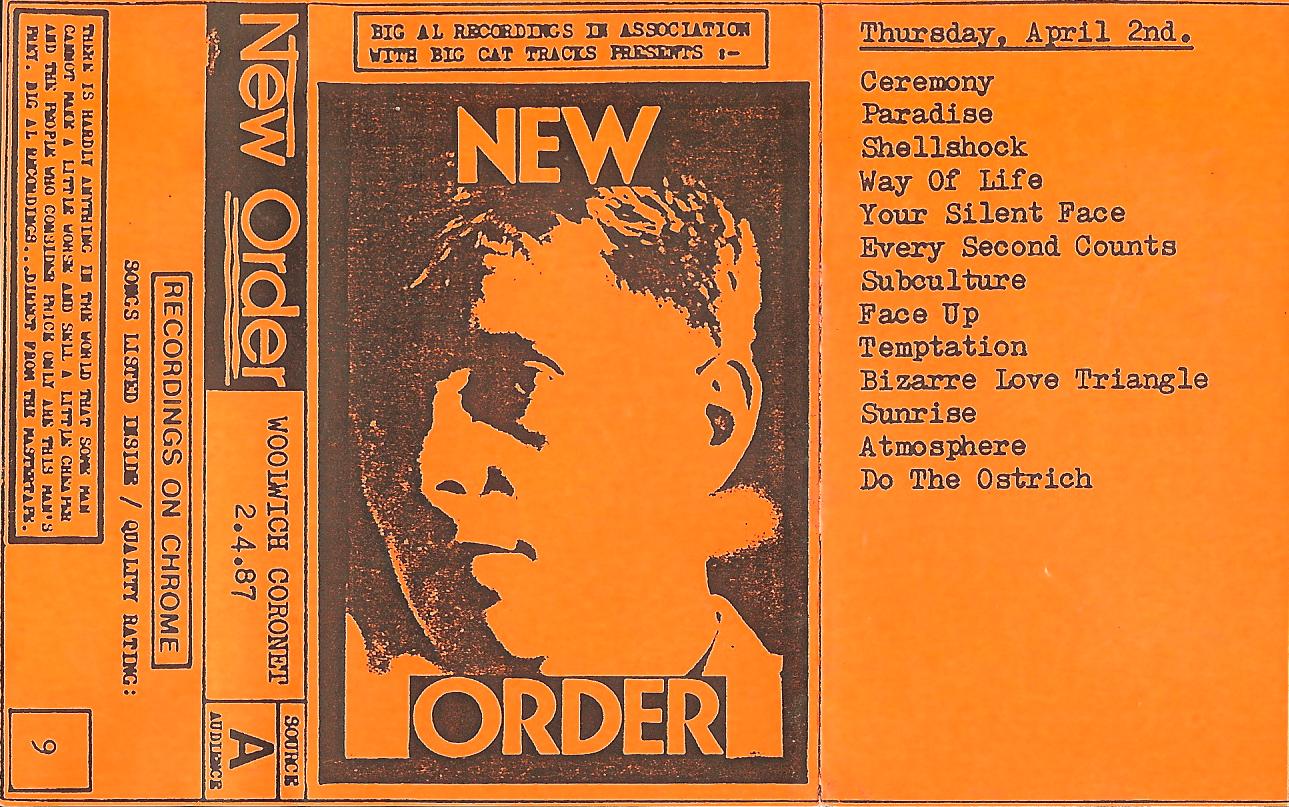 THERE IS HARDLY ANYTHING IN THE WORLD THAT SOME MAN
CANNOT MAKE A LITTLE WORSE AND SELL A LITTLE CHEAPER
AND THE PEOPLE WHO CONSIDER PRICE ONLY ARE THIS MAN'S
FAULT. BIG AL RECORDINGS...DIRECT FROM THE MASTERTAPE.
RECORDINGS ON CHROME
SONGS LISTED INSIDE / QUALITY RATING:
9
New Order
WOOLWICH CORONET
2.4.87
SOURCE
A
AUDIENCE
BIG AL RECORDINGS IN ASSOCIATION
WITH BIG CAT TRACKS PRESENTS :-
NEW
ORDER
Thursday, April 2nd.
Ceremony
Paradise
Shellshock
Way Of Life
Your Silent Face
Every Second Counts
Subculture
Face Up
Temptation
Bizarre Love Triangle
Sunrise
Atmosphere
Do The Ostrich